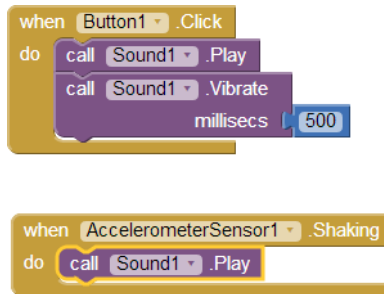 when Button1 .Click
do call Sound1 .Play
call Sound1 .Vibrate
millisecs 500
when AccelerometerSensor1 .Shaking
do call Sound1 .Play